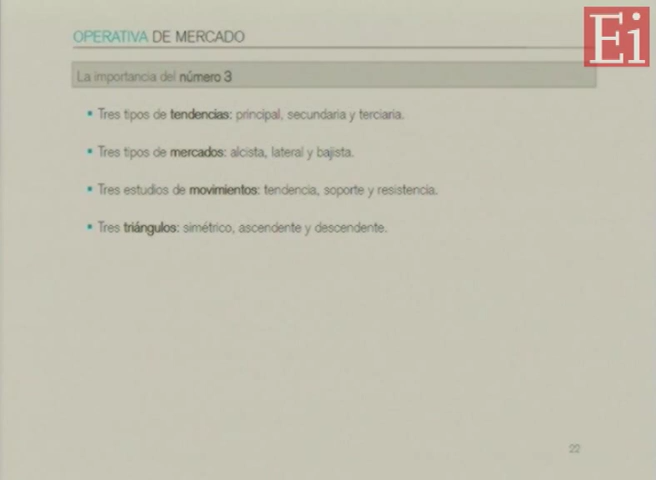 OPERATIVA DE MERCADO
Ei
La importancia del número 3
▪ Tres tipos de tendencias: principal, secundaria y terciaria.
▪ Tres tipos de mercados: alcista, lateral y bajista.
▪ Tres estudios de movimientos: tendencia, soporte y resistencia.
▪ Tres triángulos: simétrico, ascendente y descendente.
22